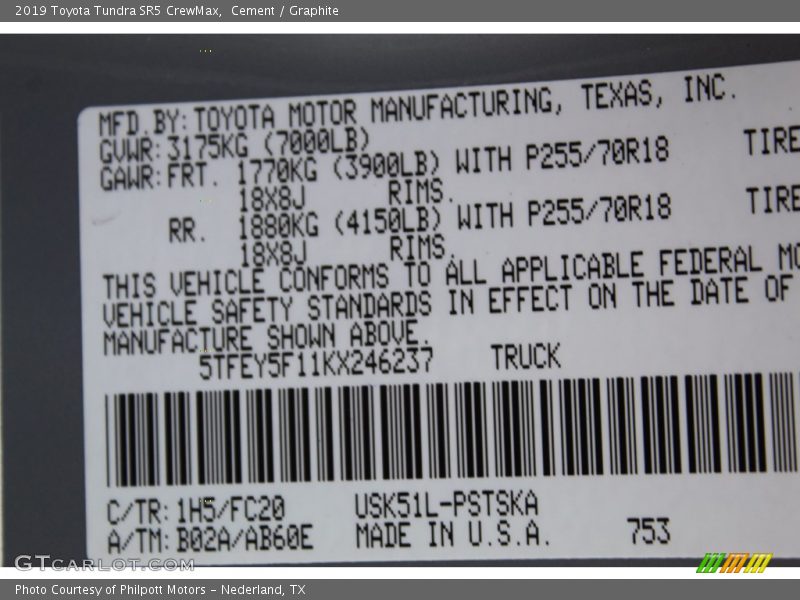 2019 Toyota Tundra SR5 CrewMax, Cement / Graphite
MFD.BY:TOYOTA MOTOR MANUFACTURING, TEXAS, INC.
GVWR:3175KG (7000LB)
GAWR:FRT. 1770KG (3900LB) WITH P255/70R18 TIRE
18X8J RIMS.
RR. 1880KG (4150LB) WITH P255/70R18 TIRE
18X8J RIMS.
THIS VEHICLE CONFORMS TO ALL APPLICABLE FEDERAL MO
VEHICLE SAFETY STANDARDS IN EFFECT ON THE DATE OF
MANUFACTURE SHOWN ABOVE.
5TFEY5F11KX246237 TRUCK
C/TR:1H5/FC20 USK51L-PSTSKA
A/TM:B02A/AB60E MADE IN U.S.A. 753
GTCARLOT.COM
Photo Courtesy of Philpott Motors - Nederland, TX